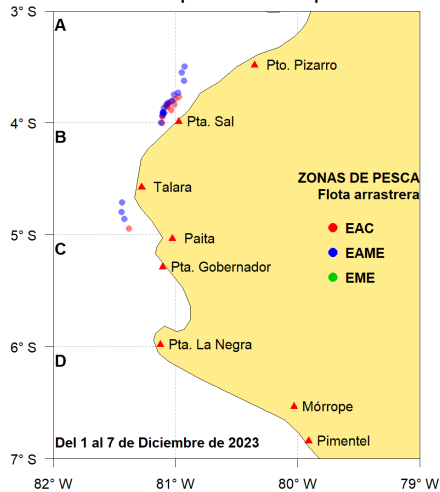 3° S
A
Pto. Pizarro
4° S
Pta. Sal
B
ZONAS DE PESCA
Talara
Flota arrastrera
EAC
5° S
Paita
C
EAME
Pta. Gobernador
EME
6° S
Pta. La Negra
D
Mórrope
Del 1 al 7 de Diciembre de 2023
Pimentel
7° S
82° W
81° W
80° W
79° W